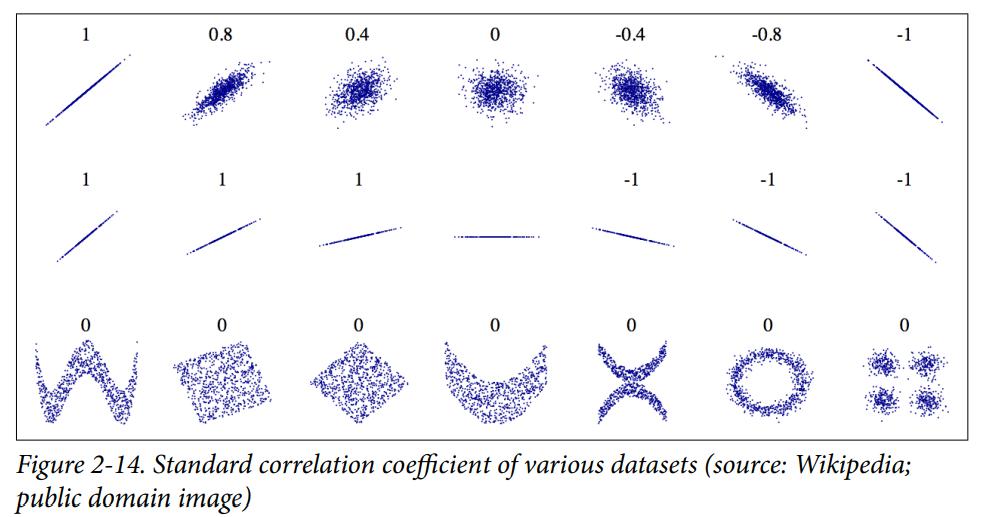 1 0.8 0.4 0 -0.4 -0.8 -1
1 1 1 -1 -1 -1
0 0 0 0 0 0 0
Figure 2-14. Standard correlation coefficient of various datasets (source: Wikipedia;
public domain image)